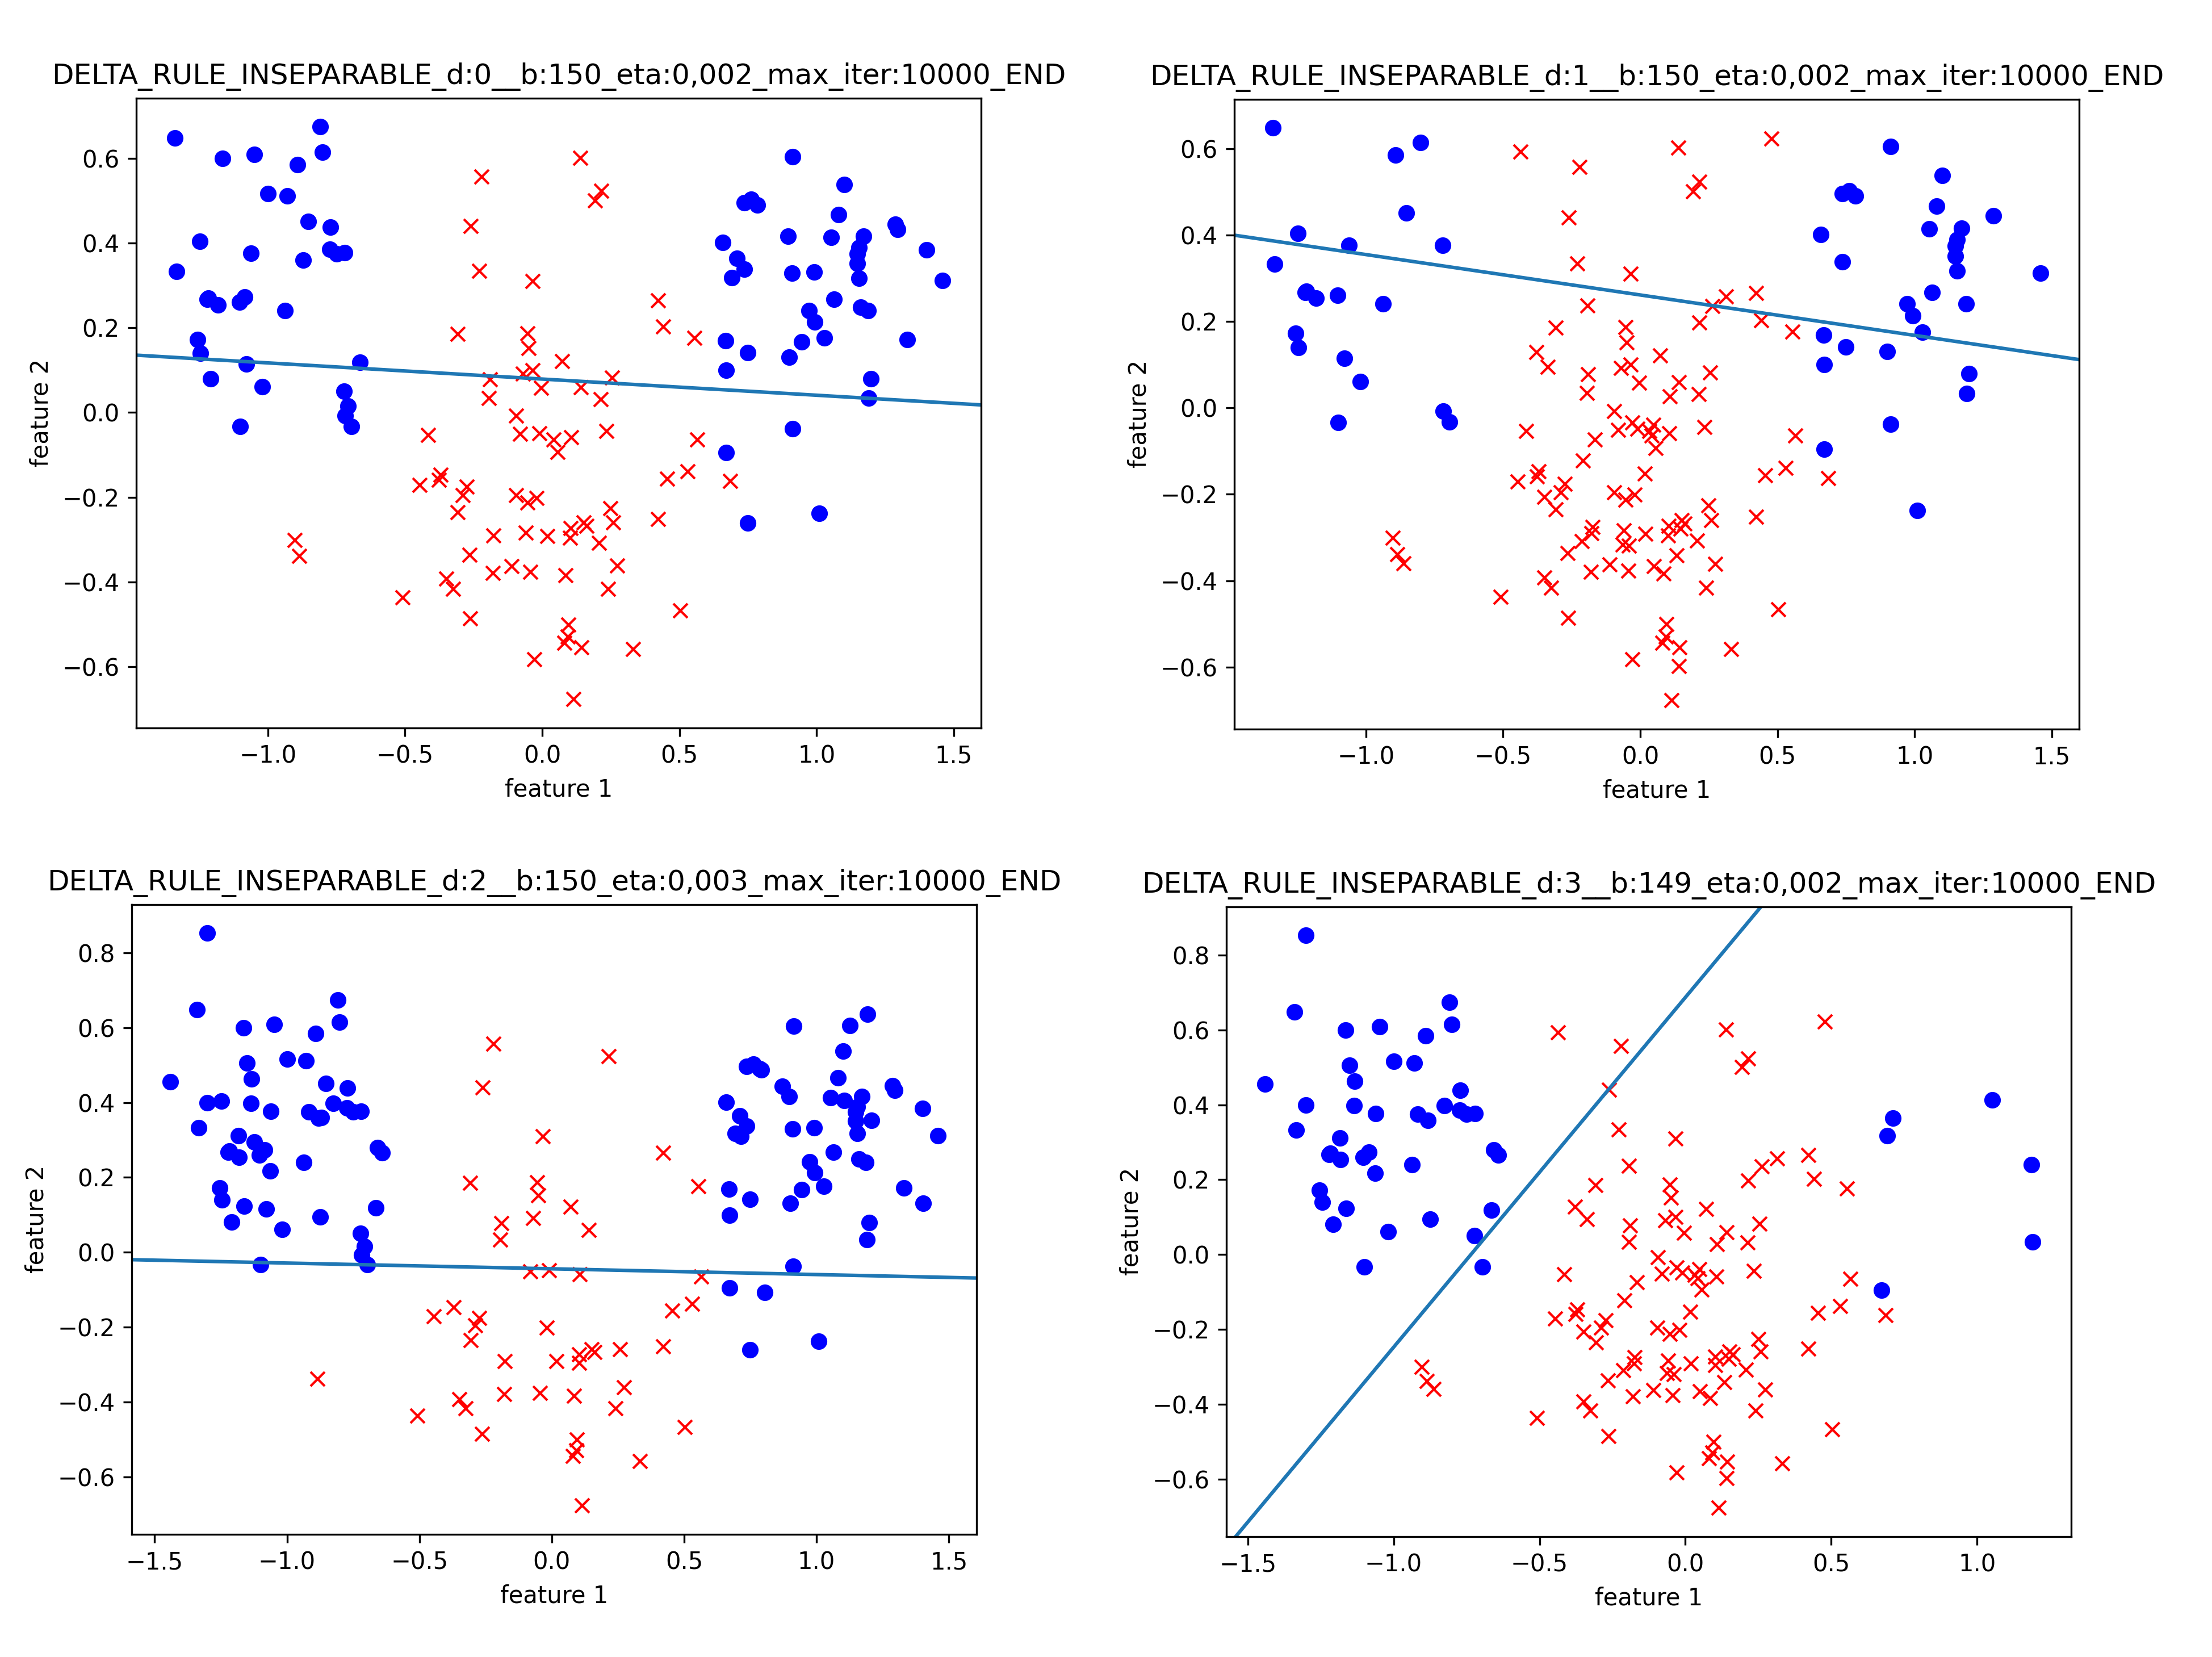 DELTA_RULE_INSEPARABLE_d:0__b:150_eta:0,002_max_iter:10000_END
0.6
0.4
0.2
0.0
−0.2
−0.4
−0.6
feature 2
−1.0 −0.5 0.0 0.5 1.0 1.5
feature 1
DELTA_RULE_INSEPARABLE_d:1__b:150_eta:0,002_max_iter:10000_END
0.6
0.4
0.2
0.0
−0.2
−0.4
−0.6
feature 2
−1.0 −0.5 0.0 0.5 1.0 1.5
feature 1
DELTA_RULE_INSEPARABLE_d:2__b:150_eta:0,003_max_iter:10000_END
0.8
0.6
0.4
0.2
0.0
−0.2
−0.4
−0.6
feature 2
−1.5 −1.0 −0.5 0.0 0.5 1.0 1.5
feature 1
DELTA_RULE_INSEPARABLE_d:3__b:149_eta:0,002_max_iter:10000_END
0.8
0.6
0.4
0.2
0.0
−0.2
−0.4
−0.6
feature 2
−1.5 −1.0 −0.5 0.0 0.5 1.0
feature 1